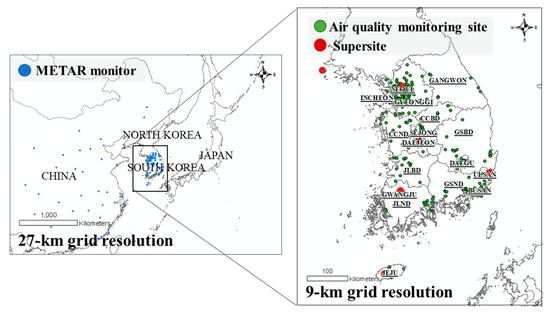 METAR monitor
NORTH KOREA
JAPAN
CHINA
SOUTH KOREA
1,000
Kilometers
27-km grid resolution
Air quality monitoring site
Supersite
SEOUL
GANGWON
INCHEON
GYEONGGI
CCBD
CCND
SEJONG
GSBD
DAEJEON
DAEGU
JLBD
ULSAN
GSND
BUSAN
GWANGJU
JLND
100
Kilometers
JEJU
9-km grid resolution